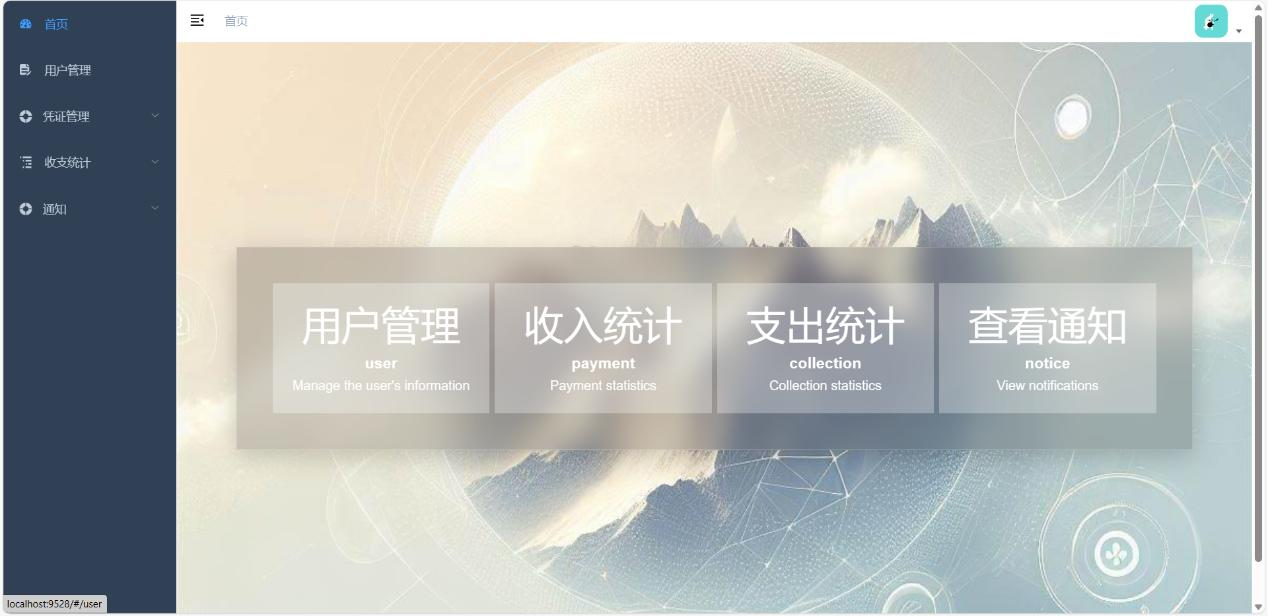 首页
用户管理
凭证管理
收支统计
通知
首页
用户管理
user
Manage the user's information
收入统计
payment
Payment statistics
支出统计
collection
Collection statistics
查看通知
notice
View notifications
localhost:9528/#/user